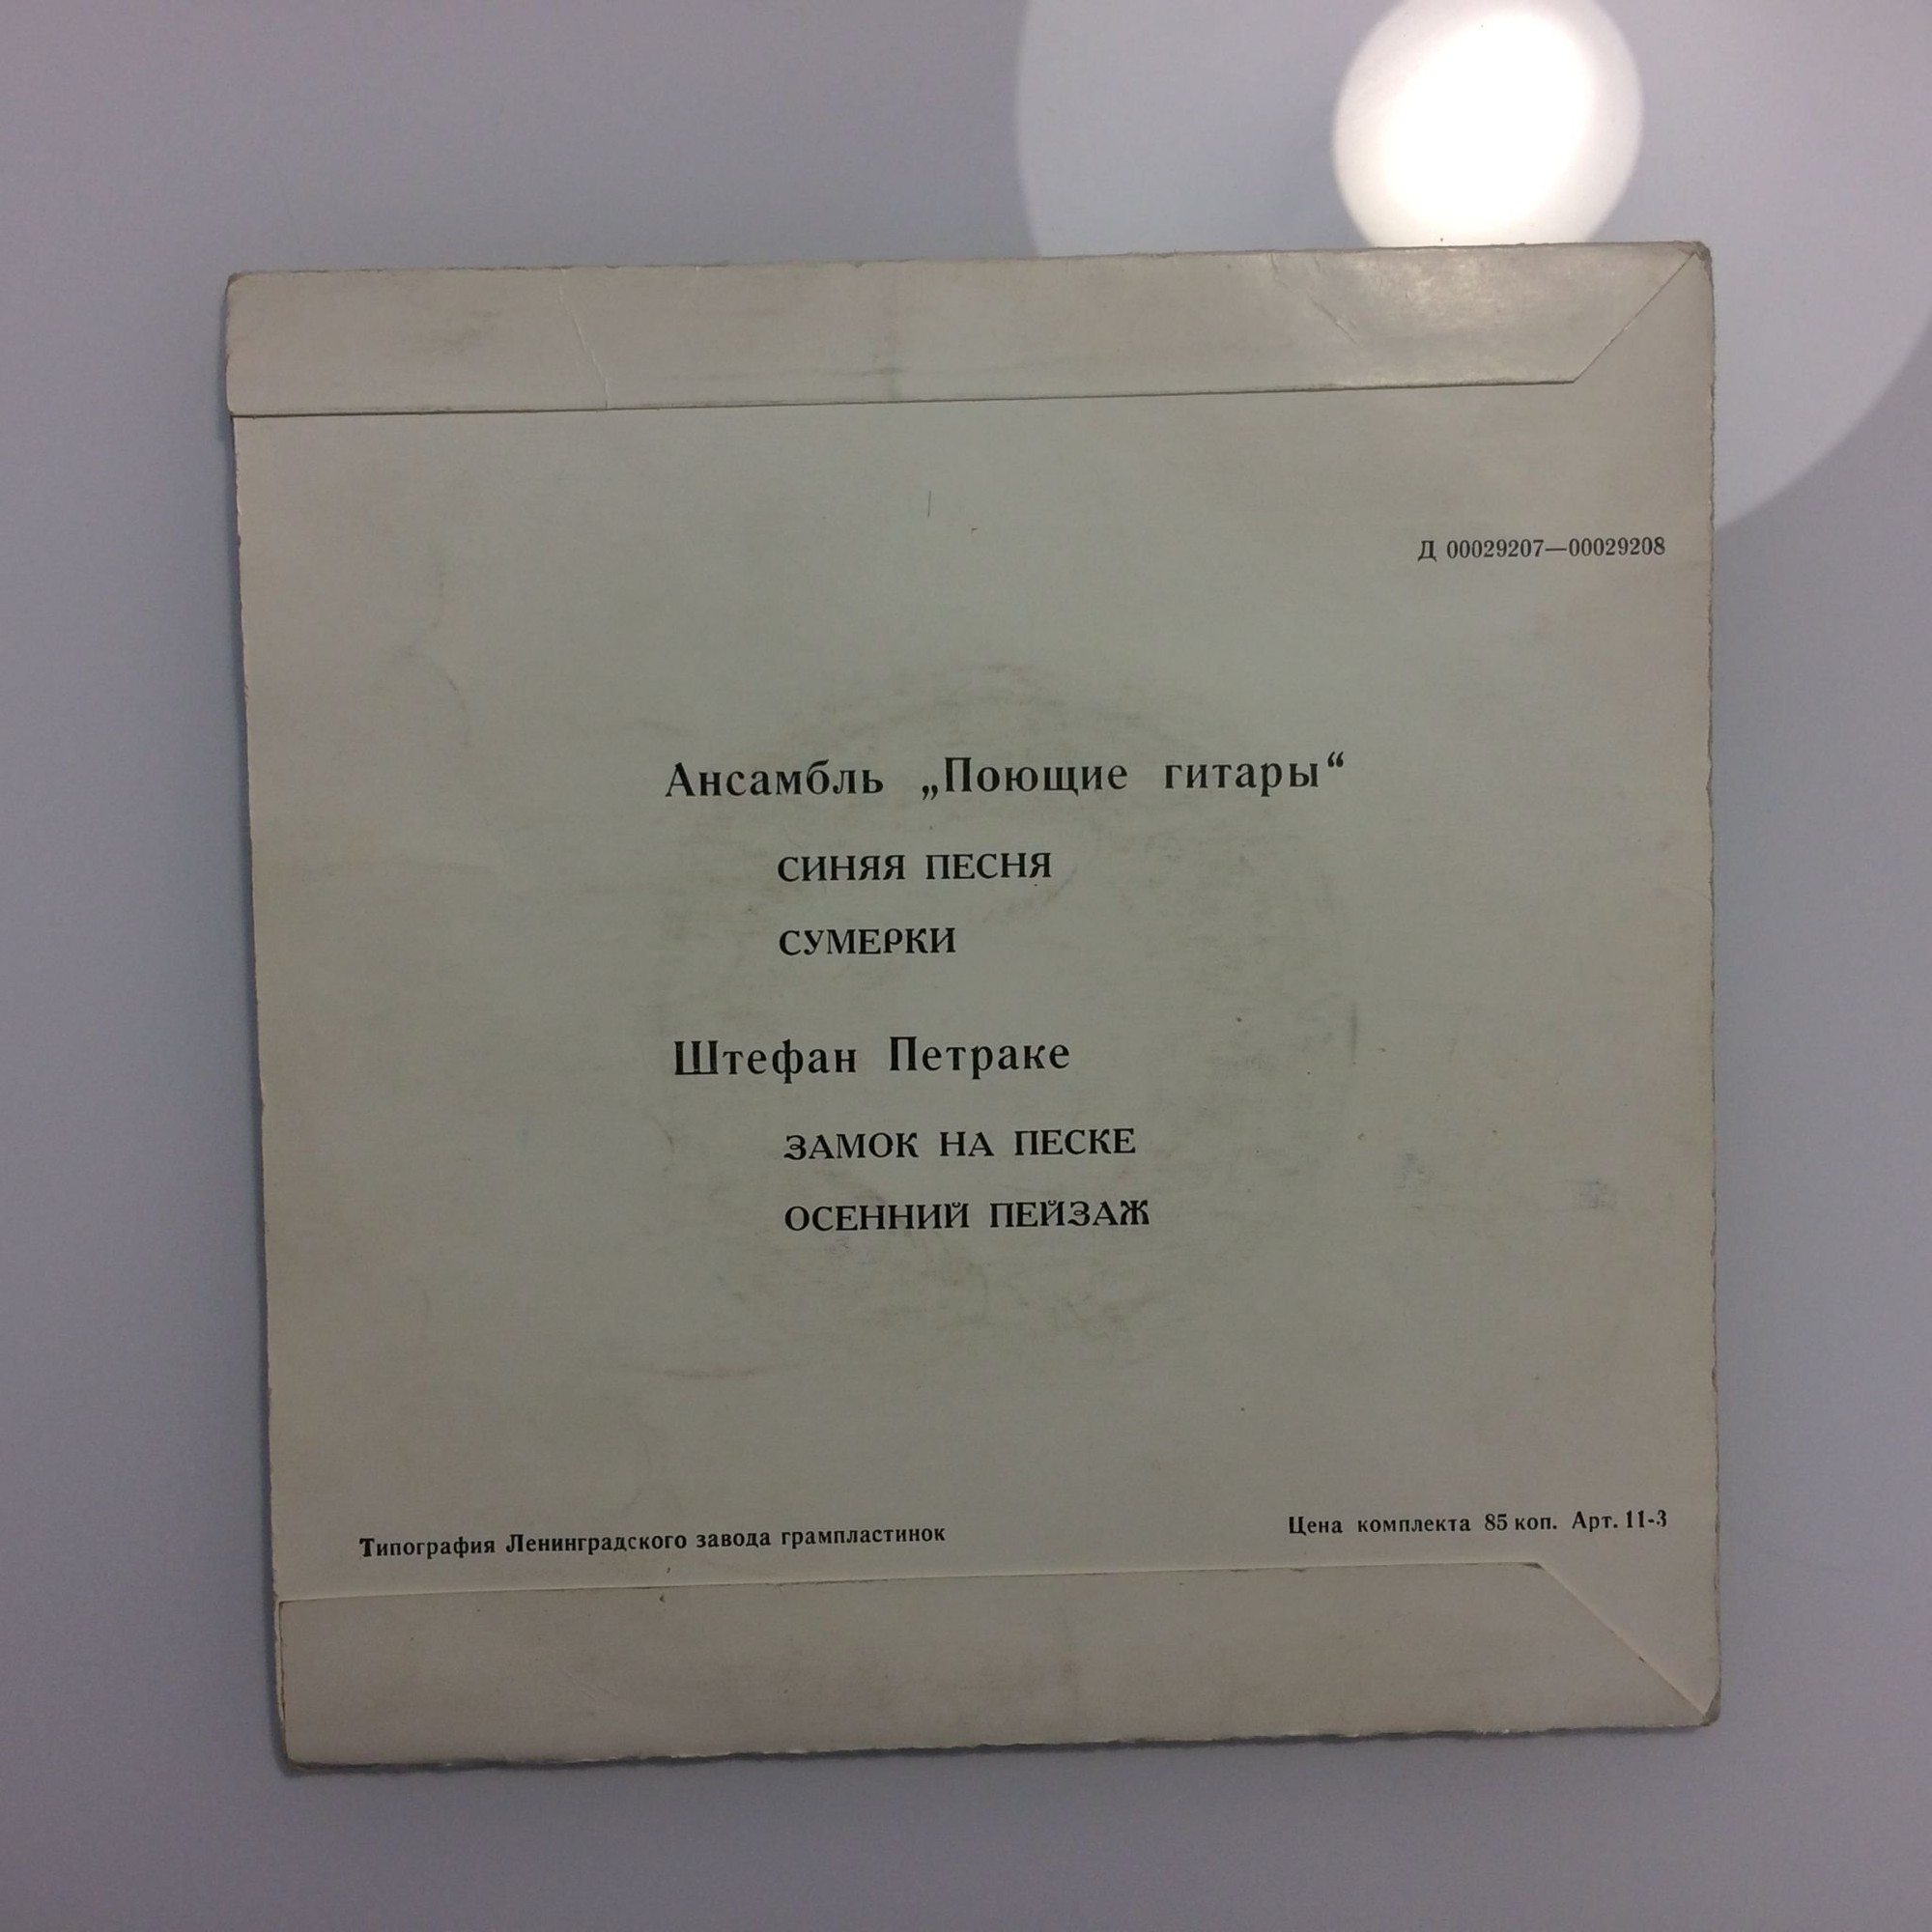 Д 00029207—00029208
Ансамбль „Поющие гитары“
СИНЯЯ ПЕСНЯ
СУМЕРКИ
Штефан Петраке
ЗАМОК НА ПЕСКЕ
ОСЕННИЙ ПЕЙЗАЖ
Типография Ленинградского завода грампластинок
Цена комплекта 85 коп. Арт. 11-3